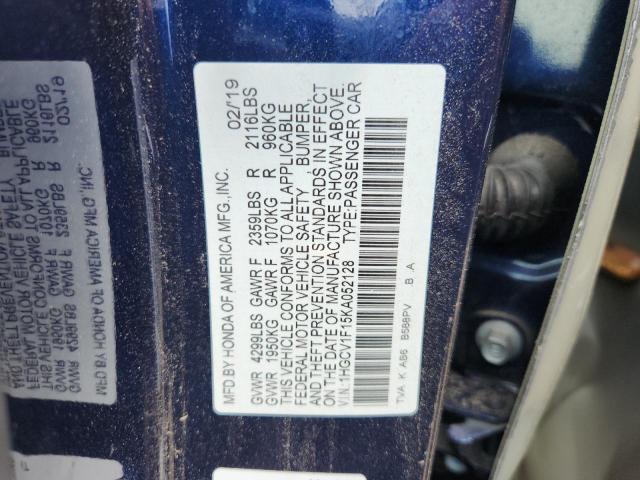 MFD BY HONDA OF AMERICA MFG., INC. 02/'19
GVWR 4299LBS GAWR F 2359LBS R 2116LBS
GVWR 1950KG GAWR F 1070KG R 960KG
THIS VEHICLE CONFORMS TO ALL APPLICABLE
FEDERAL MOTOR VEHICLE SAFETY, BUMPER,
AND THEFT PREVENTION STANDARDS IN EFFECT
ON THE DATE OF MANUFACTURE SHOWN ABOVE.
V.I.N.:1HGCV1F15KA052128 TYPE:PASSENGER CAR
TVA K A86 B588PV .B .A